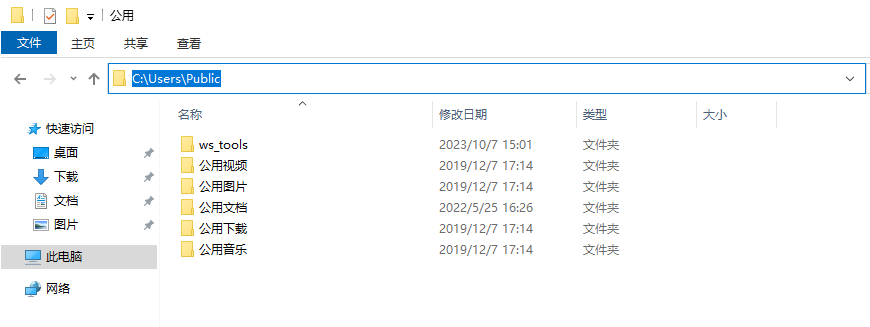 公用
文件 主页 共享 查看
C:\Users\Public
名称 修改日期 类型 大小
快速访问
桌面
下载
文档
图片
此电脑
网络
ws_tools 2023/10/7 15:01 文件夹
公用视频 2019/12/7 17:14 文件夹
公用图片 2019/12/7 17:14 文件夹
公用文档 2022/5/25 16:26 文件夹
公用下载 2019/12/7 17:14 文件夹
公用音乐 2019/12/7 17:14 文件夹